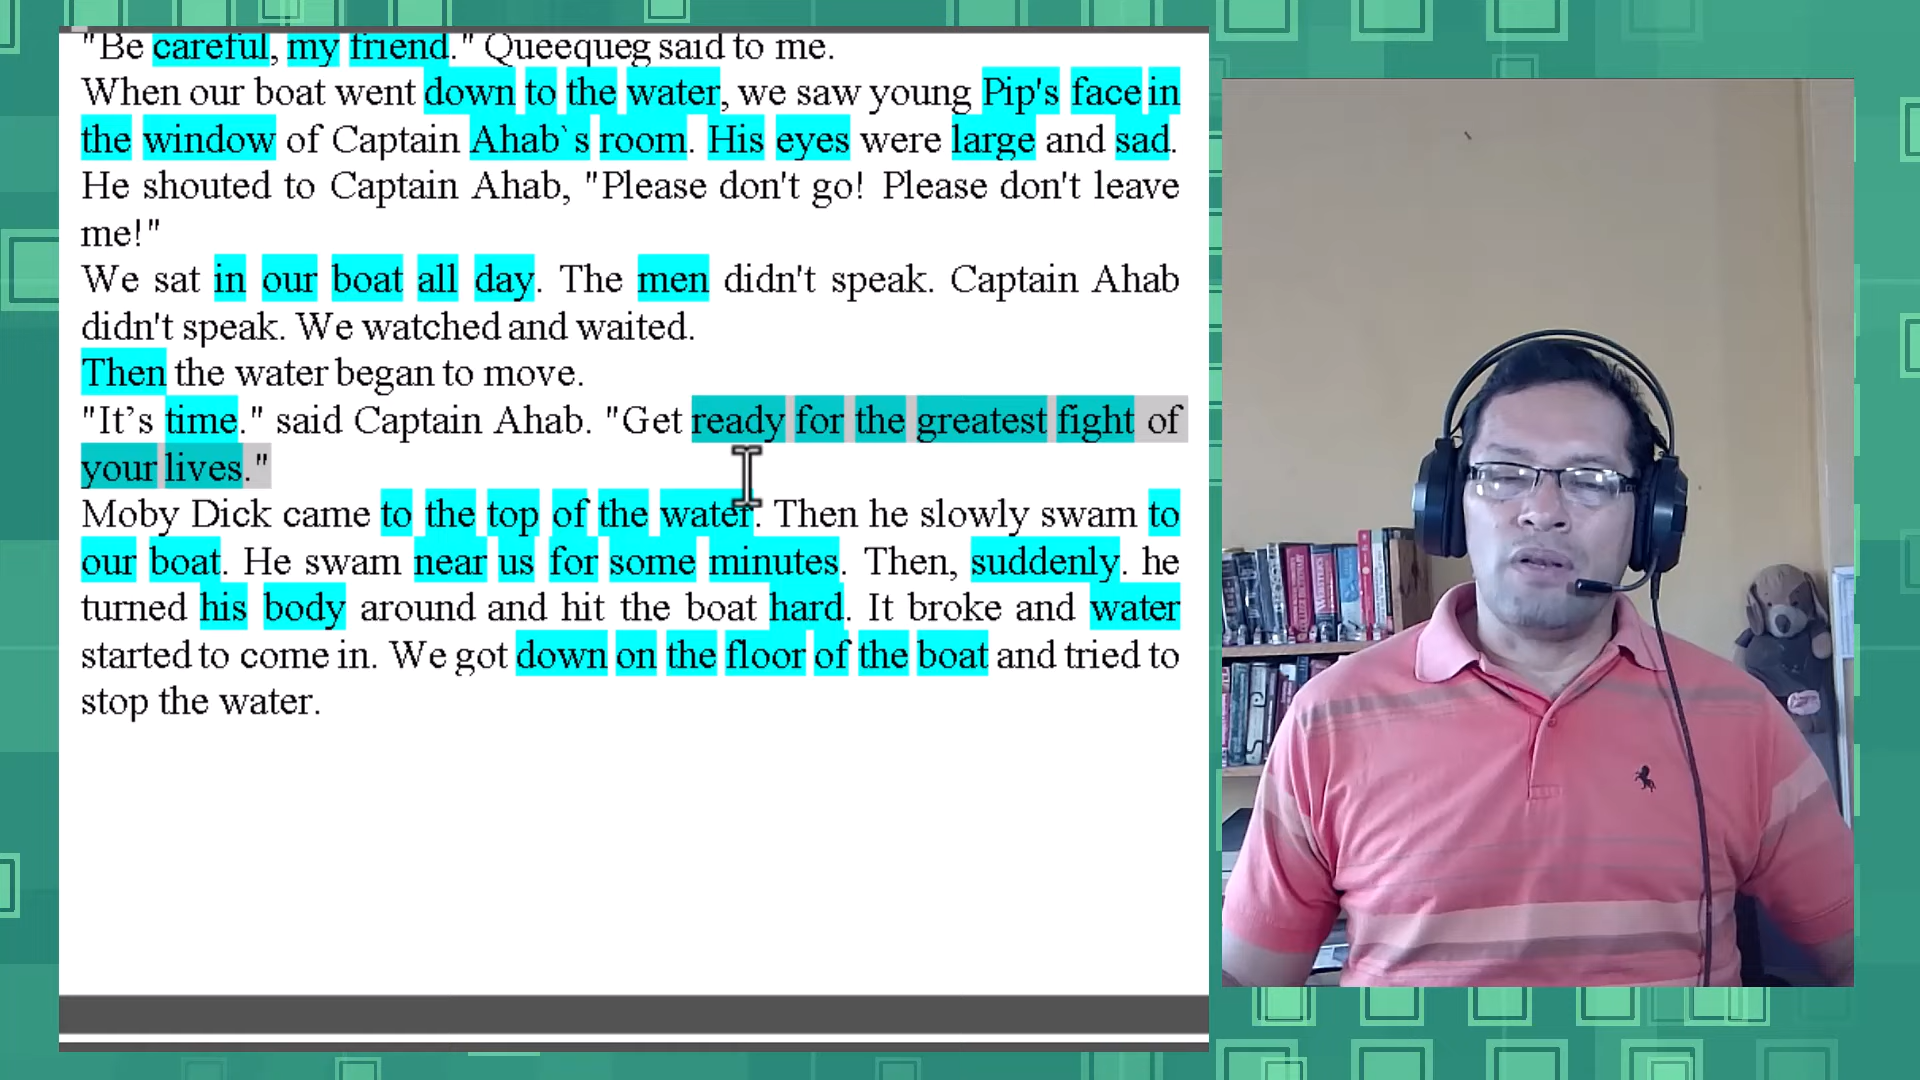 "Be careful, my friend." Queequeg said to me.
When our boat went down to the water, we saw young Pip's face in
the window of Captain Ahab`s room. His eyes were large and sad.
He shouted to Captain Ahab, "Please don't go! Please don't leave
me!"
We sat in our boat all day. The men didn't speak. Captain Ahab
didn't speak. We watched and waited.
Then the water began to move.
"It’s time." said Captain Ahab. "Get ready for the greatest fight of
your lives."
Moby Dick came to the top of the water. Then he slowly swam to
our boat. He swam near us for some minutes. Then, suddenly. he
turned his body around and hit the boat hard. It broke and water
started to come in. We got down on the floor of the boat and tried to
stop the water.